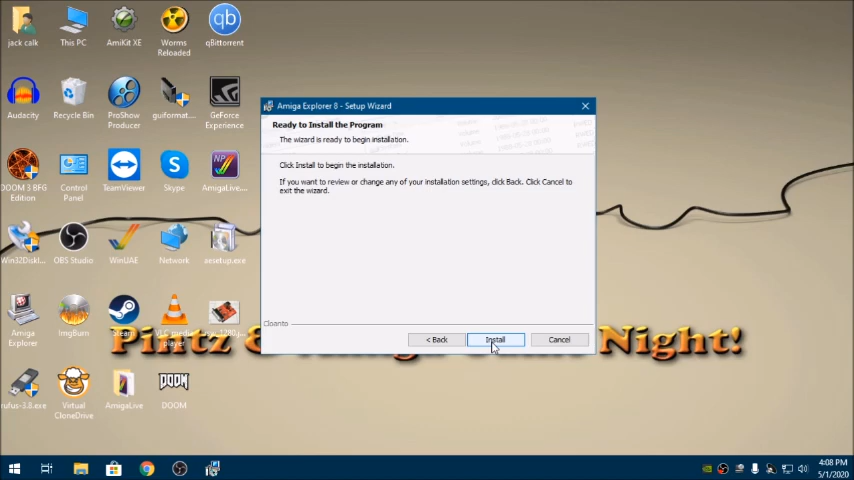 jack calk
This PC
AmiKit XE
Worms
Reloaded
qBittorrent
Audacity
Recycle Bin
ProShow
Producer
guiformat...
GeForce
Experience
DOOM 3 BFG
Edition
Control
Panel
TeamViewer
Skype
AmigaLive....
Win32DiskI...
OBS Studio
WinUAE
Network
aesetup.exe
Amiga
Explorer
ImgBurn
Steam
VLC media
player
rufus-3.8.exe
Virtual
CloneDrive
AmigaLive
DOOM
Amiga Explorer 8 - Setup Wizard
Ready to Install the Program
The wizard is ready to begin installation.
Click Install to begin the installation.
If you want to review or change any of your installation settings, click Back. Click Cancel to
exit the wizard.
Cloanto
< Back
Install
Cancel
Pintz &
Night!
4:08 PM
5/1/2020